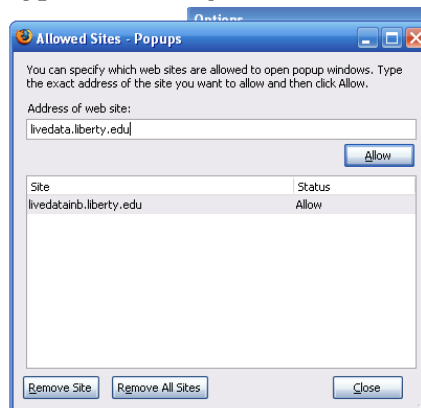 Options
Allowed Sites - Popups
You can specify which web sites are allowed to open popup windows. Type
the exact address of the site you want to allow and then click Allow.
Address of web site:
livedata.liberty.edu
Allow
Site Status
livedatainb.liberty.edu Allow
Remove Site Remove All Sites Close